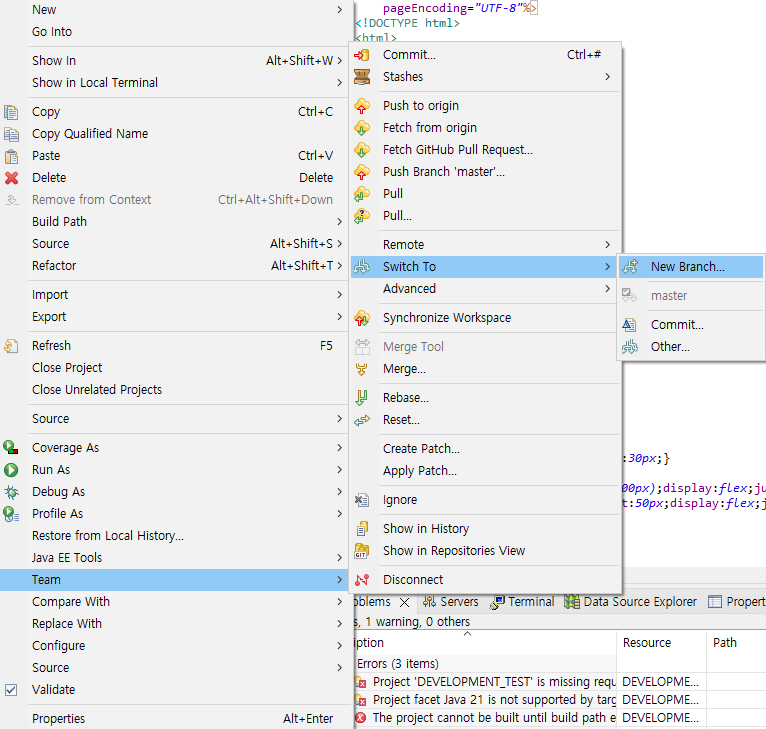 New
Go Into
Show In Alt+Shift+W
Show in Local Terminal
Copy Ctrl+C
Copy Qualified Name
Paste Ctrl+V
Delete Delete
Remove from Context Ctrl+Alt+Shift+Down
Build Path
Source Alt+Shift+S
Refactor Alt+Shift+T
Import
Export
Refresh F5
Close Project
Close Unrelated Projects
Source
Coverage As
Run As
Debug As
Profile As
Restore from Local History...
Java EE Tools
Team
Compare With
Replace With
Configure
Source
Validate
Properties Alt+Enter
pageEncoding="UTF-8"%>
<!DOCTYPE html>
<html>
Commit... Ctrl+#
Stashes
Push to origin
Fetch from origin
Fetch GitHub Pull Request...
Push Branch 'master'...
Pull
Pull...
Remote
Switch To
Advanced
Synchronize Workspace
Merge Tool
Merge...
Rebase...
Reset...
Create Patch...
Apply Patch...
Ignore
Show in History
Show in Repositories View
Disconnect
New Branch...
master
Commit...
Other...
:30px;}
00px);display:flex;ju
t:50px;display:flex;j
oblems Servers Terminal Data Source Explorer Propert
s, 1 warning, 0 others
iption Resource Path
Errors (3 items)
Project 'DEVELOPMENT_TEST' is missing requ DEVELOPME...
Project facet Java 21 is not supported by targ DEVELOPME...
The project cannot be built until build path e DEVELOPME...